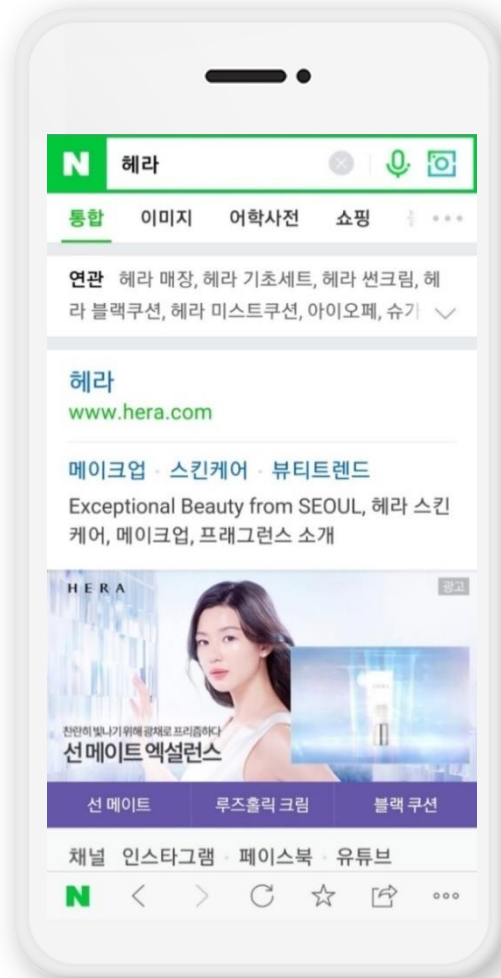 N 헤라
통합 이미지 어학사전 쇼핑
연관 헤라 매장, 헤라 기초세트, 헤라 썬크림, 헤
라 블랙쿠션, 헤라 미스트쿠션, 아이오페, 슈가
헤라
www.hera.com
메이크업 · 스킨케어 · 뷰티트렌드
Exceptional Beauty from SEOUL, 헤라 스킨
케어, 메이크업, 프래그런스 소개
HERA
광고
찬란히 빛나기 위해 광채로 프리즘하다
선 메이트 엑설런스
HERA
선 메이트 루즈홀릭 크림 블랙 쿠션
채널 인스타그램 · 페이스북 · 유튜브
N